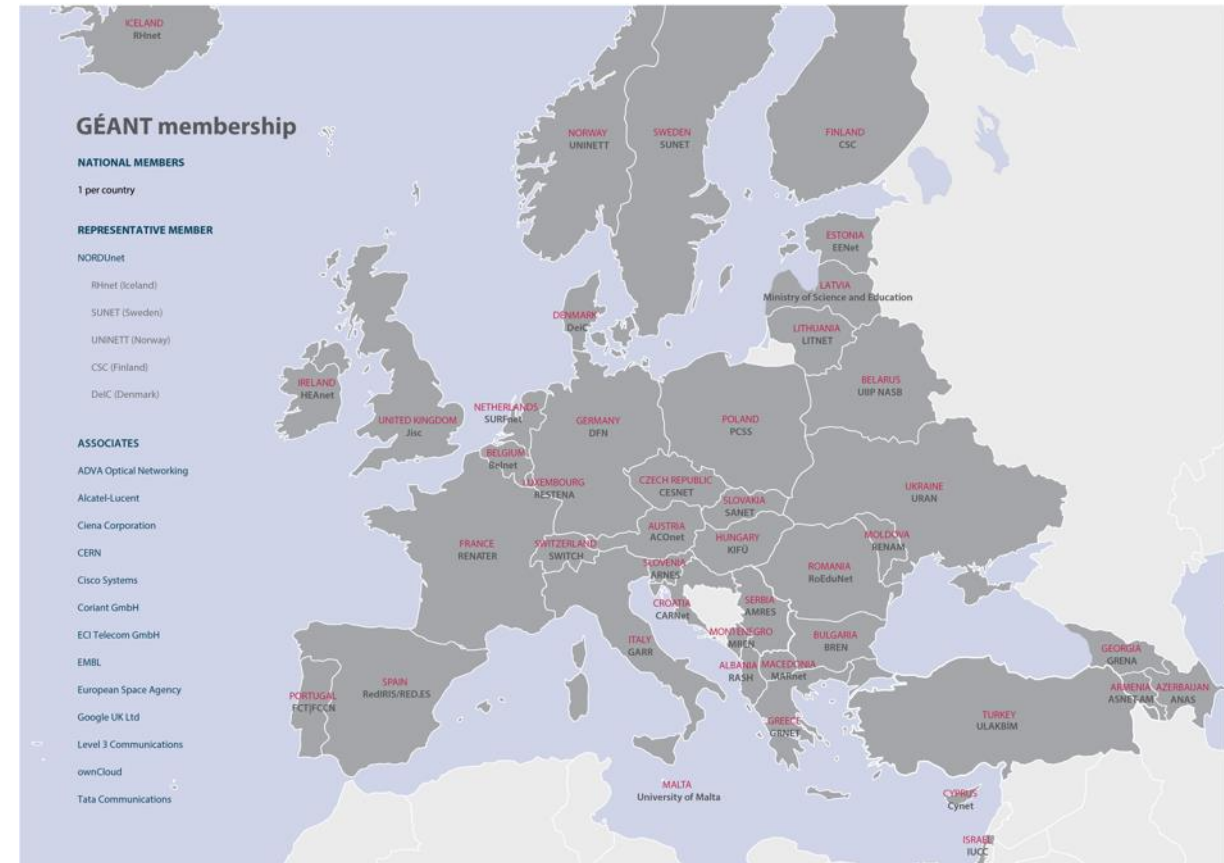 ICELAND
RHnet
GÉANT membership
NATIONAL MEMBERS
1 per country
REPRESENTATIVE MEMBER
NORDUnet
RHnet (Iceland)
SUNET (Sweden)
UNINETT (Norway)
CSC (Finland)
DeIC (Denmark)
ASSOCIATES
ADVA Optical Networking
Alcatel-Lucent
Ciena Corporation
CERN
Cisco Systems
Coriant GmbH
ECI Telecom GmbH
EMBL
European Space Agency
Google UK Ltd
Level 3 Communications
ownCloud
Tata Communications
NORWAY
UNINETT
SWEDEN
SUNET
FINLAND
CSC
ESTONIA
EENet
LATVIA
Ministry of Science and Education
LITHUANIA
LITNET
DENMARK
DeiC
BELARUS
UIIP NASB
IRELAND
HEAnet
UNITED KINGDOM
Jisc
NETHERLANDS
SURFnet
GERMANY
DFN
POLAND
PCSS
BELGIUM
Belnet
LUXEMBOURG
RESTENA
CZECH REPUBLIC
CESNET
SLOVAKIA
SANET
UKRAINE
URAN
FRANCE
RENATER
SWITZERLAND
SWITCH
AUSTRIA
ACOnet
HUNGARY
KIFÜ
MOLDOVA
RENAM
SLOVENIA
ARNES
ROMANIA
RoEduNet
CROATIA
CARNet
SERBIA
AMRES
ITALY
GARR
MONTENEGRO
MREN
BULGARIA
BREN
ALBANIA
RASH
MACEDONIA
MARnet
GEORGIA
GRENA
PORTUGAL
FCT|FCCN
SPAIN
RedIRIS/RED.ES
GREECE
GRNET
TURKEY
ULAKBİM
ARMENIA
ASNET-AM
AZERBAIJAN
ANAS
MALTA
University of Malta
CYPRUS
Cynet
ISRAEL
IUCC